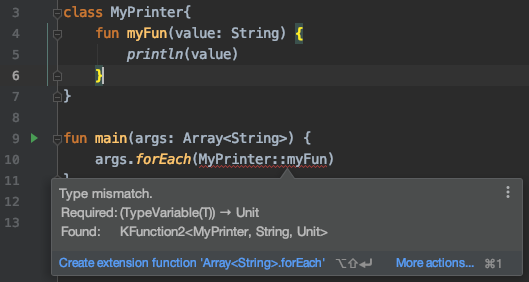 3 class MyPrinter{
4 fun myFun(value: String) {
5 println(value)
6 }
7 }
8
9 fun main(args: Array<String>) {
10 args.forEach(MyPrinter::myFun)
11 }
12
13
Type mismatch.
Required: (TypeVariable(T)) → Unit
Found: KFunction2<MyPrinter, String, Unit>
Create extension function 'Array<String>.forEach' ⌥⇧⏎ More actions... ⌘1